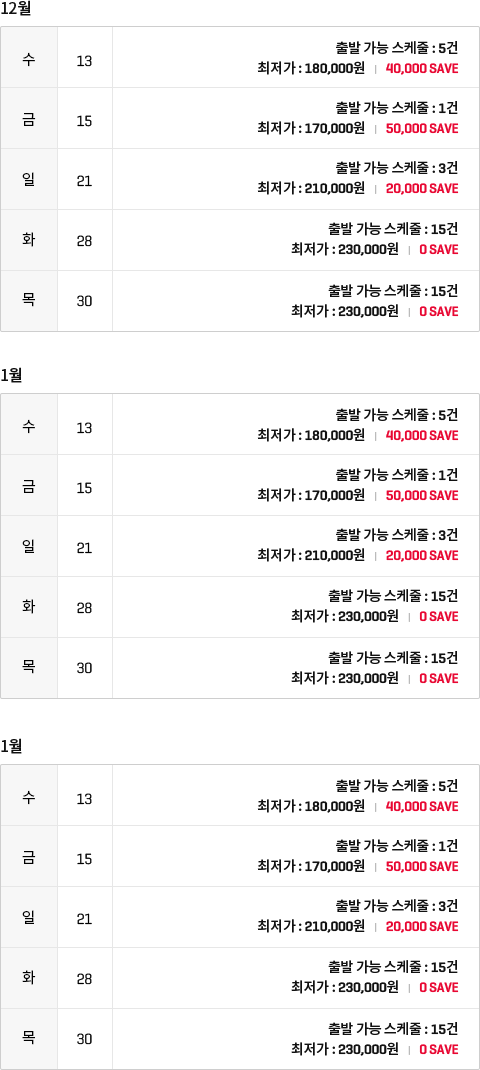 12월
수 13 출발 가능 스케줄 : 5건
최저가 : 180,000원 | 40,000 SAVE
금 15 출발 가능 스케줄 : 1건
최저가 : 170,000원 | 50,000 SAVE
일 21 출발 가능 스케줄 : 3건
최저가 : 210,000원 | 20,000 SAVE
화 28 출발 가능 스케줄 : 15건
최저가 : 230,000원 | 0 SAVE
목 30 출발 가능 스케줄 : 15건
최저가 : 230,000원 | 0 SAVE
1월
수 13 출발 가능 스케줄 : 5건
최저가 : 180,000원 | 40,000 SAVE
금 15 출발 가능 스케줄 : 1건
최저가 : 170,000원 | 50,000 SAVE
일 21 출발 가능 스케줄 : 3건
최저가 : 210,000원 | 20,000 SAVE
화 28 출발 가능 스케줄 : 15건
최저가 : 230,000원 | 0 SAVE
목 30 출발 가능 스케줄 : 15건
최저가 : 230,000원 | 0 SAVE
1월
수 13 출발 가능 스케줄 : 5건
최저가 : 180,000원 | 40,000 SAVE
금 15 출발 가능 스케줄 : 1건
최저가 : 170,000원 | 50,000 SAVE
일 21 출발 가능 스케줄 : 3건
최저가 : 210,000원 | 20,000 SAVE
화 28 출발 가능 스케줄 : 15건
최저가 : 230,000원 | 0 SAVE
목 30 출발 가능 스케줄 : 15건
최저가 : 230,000원 | 0 SAVE